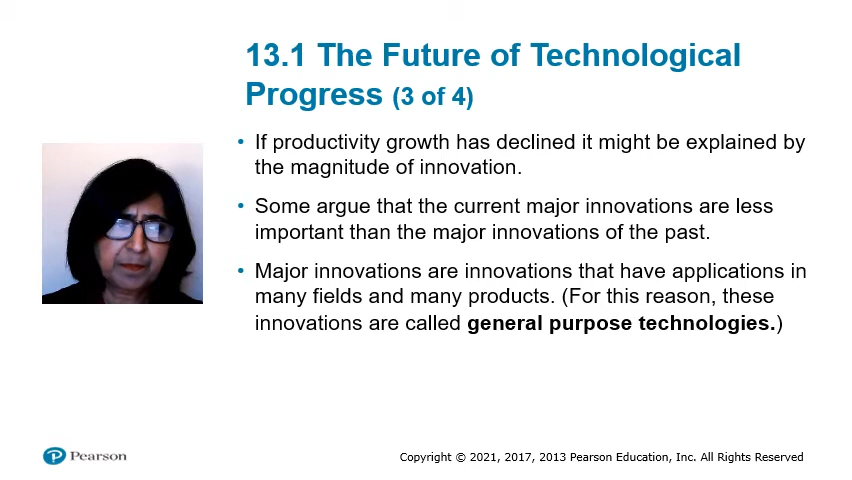 13.1 The Future of Technological
Progress (3 of 4)
• If productivity growth has declined it might be explained by
the magnitude of innovation.
• Some argue that the current major innovations are less
important than the major innovations of the past.
• Major innovations are innovations that have applications in
many fields and many products. (For this reason, these
innovations are called general purpose technologies.)
Pearson
Copyright © 2021, 2017, 2013 Pearson Education, Inc. All Rights Reserved